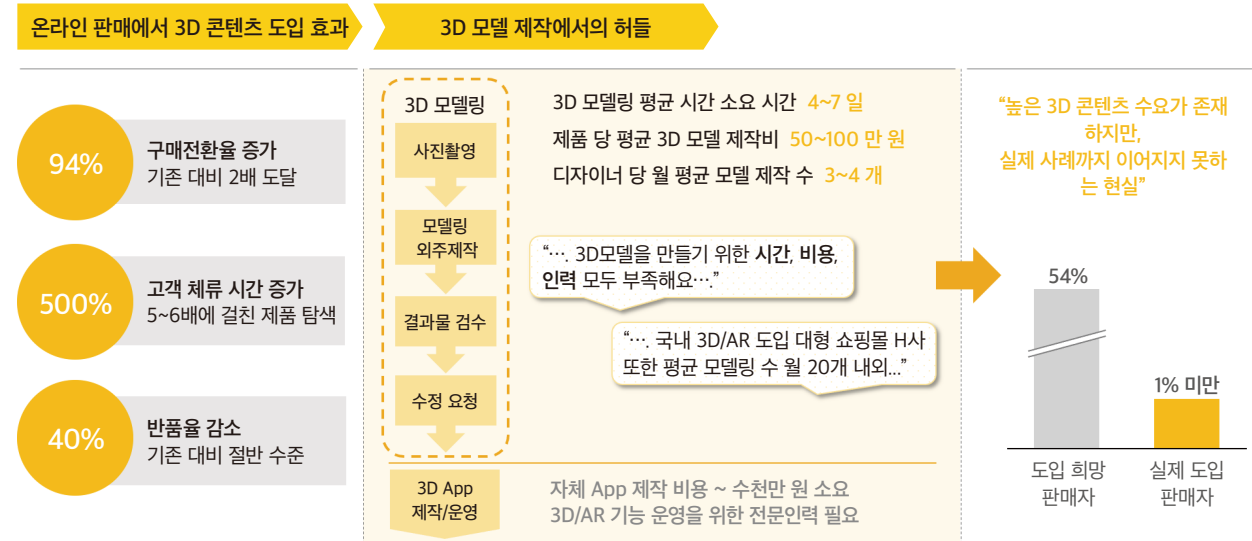 온라인 판매에서 3D 콘텐츠 도입 효과
3D 모델 제작에서의 허들
94%
구매전환율 증가
기존 대비 2배 도달
500%
고객 체류 시간 증가
5~6배에 걸친 제품 탐색
40%
반품율 감소
기존 대비 절반 수준
3D 모델링
사진촬영
모델링
외주제작
결과물 검수
수정 요청
3D App
제작/운영
3D 모델링 평균 시간 소요 시간 4~7 일
제품 당 평균 3D 모델 제작비 50~100 만 원
디자이너 당 월 평균 모델 제작 수 3~4 개
“…. 3D모델을 만들기 위한 시간, 비용,
인력 모두 부족해요….”
“…. 국내 3D/AR 도입 대형 쇼핑몰 H사
또한 평균 모델링 수 월 20개 내외...”
자체 App 제작 비용 ~ 수천만 원 소요
3D/AR 기능 운영을 위한 전문인력 필요
“높은 3D 콘텐츠 수요가 존재
하지만,
실제 사례까지 이어지지 못하
는 현실”
54%
1% 미만
도입 희망
판매자
실제 도입
판매자